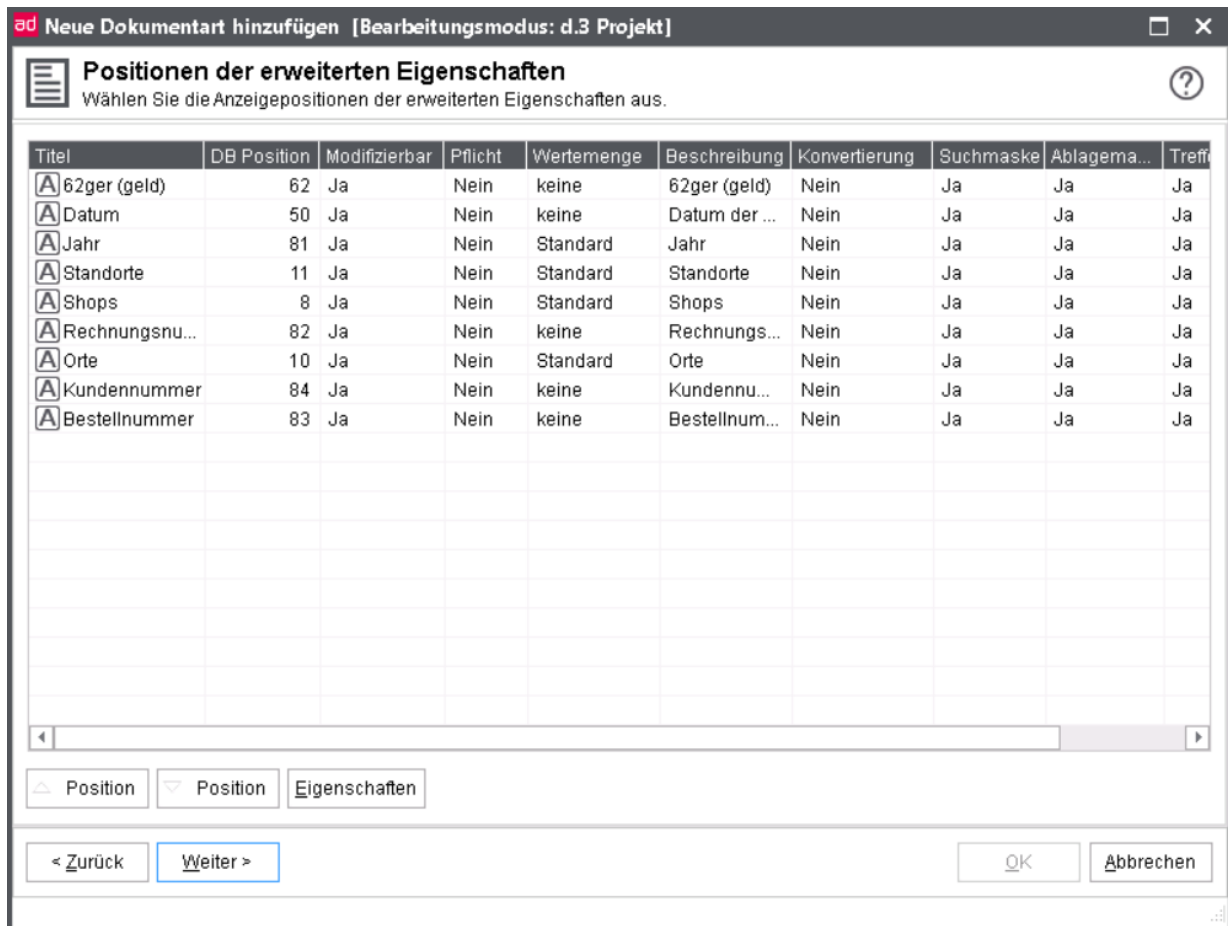 ad Neue Dokumentart hinzufügen [Bearbeitungsmodus: d.3 Projekt]
Positionen der erweiterten Eigenschaften
Wählen Sie die Anzeigepositionen der erweiterten Eigenschaften aus.
Titel DB Position Modifizierbar Pflicht Wertemenge Beschreibung Konvertierung Suchmaske Ablagema... Treff
A 62ger (geld) 62 Ja Nein keine 62ger (geld) Nein Ja Ja Ja
A Datum 50 Ja Nein keine Datum der ... Nein Ja Ja Ja
A Jahr 81 Ja Nein Standard Jahr Nein Ja Ja Ja
A Standorte 11 Ja Nein Standard Standorte Nein Ja Ja Ja
A Shops 8 Ja Nein Standard Shops Nein Ja Ja Ja
A Rechnungsnu... 82 Ja Nein keine Rechnungs... Nein Ja Ja Ja
A Orte 10 Ja Nein Standard Orte Nein Ja Ja Ja
A Kundennummer 84 Ja Nein keine Kundennu... Nein Ja Ja Ja
A Bestellnummer 83 Ja Nein keine Bestellnum... Nein Ja Ja Ja
Position Position Eigenschaften
< Zurück Weiter > OK Abbrechen